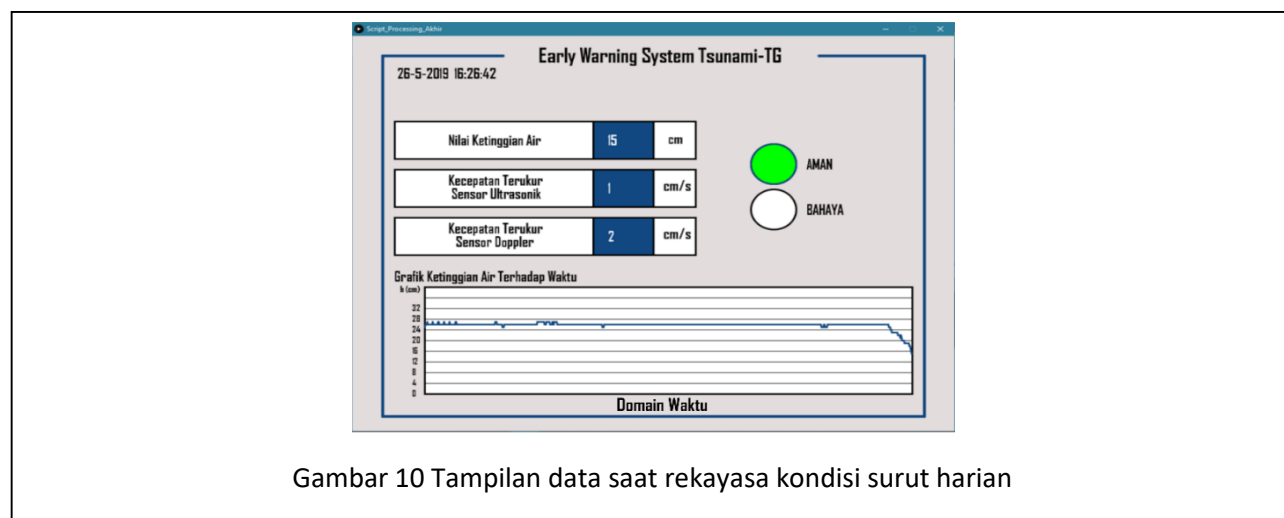 Script_Processing_Akhir
Early Warning System Tsunami-TG
26-5-2019 16:26:42
Nilai Ketinggian Air 15 cm
Kecepatan Terukur
Sensor Ultrasonik
1 cm/s
Kecepatan Terukur
Sensor Doppler
2 cm/s
AMAN
BAHAYA
Grafik Ketinggian Air Terhadap Waktu
h (cm)
32
28
24
20
16
12
8
4
0
Domain Waktu
Gambar 10 Tampilan data saat rekayasa kondisi surut harian